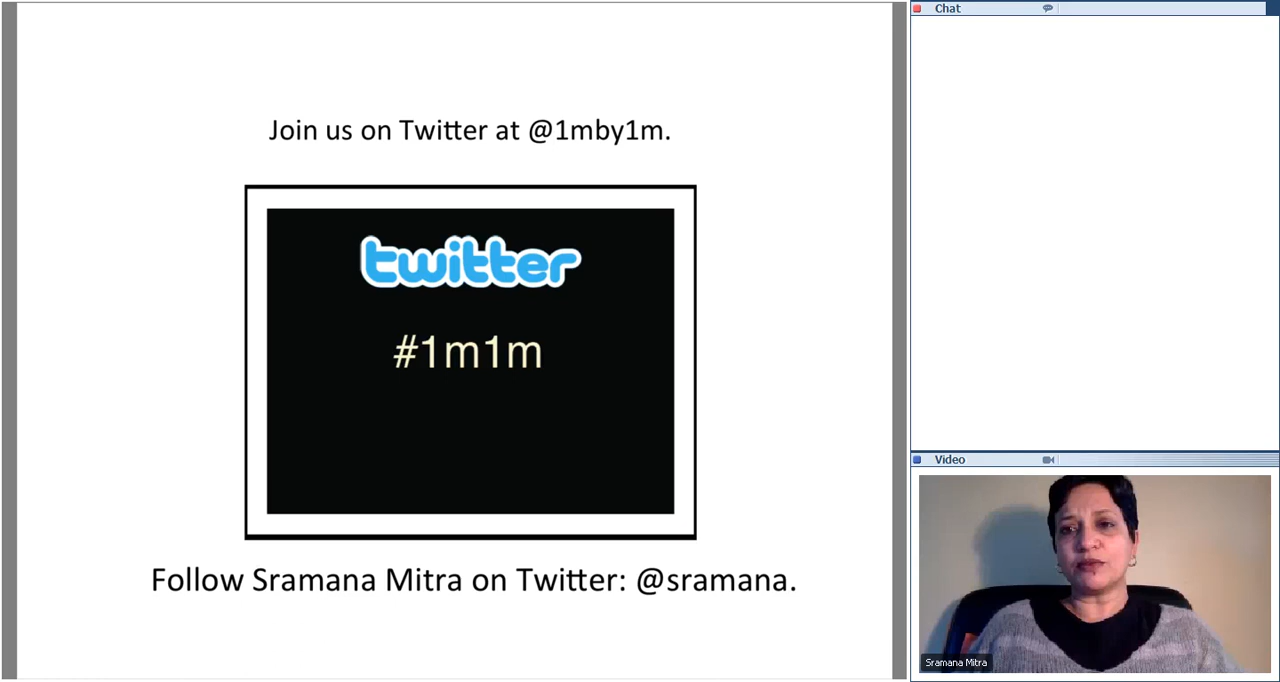 Join us on Twitter at @1mby1m.
twitter
#1m1m
Follow Sramana Mitra on Twitter: @sramana.
Chat
Video
Sramana Mitra